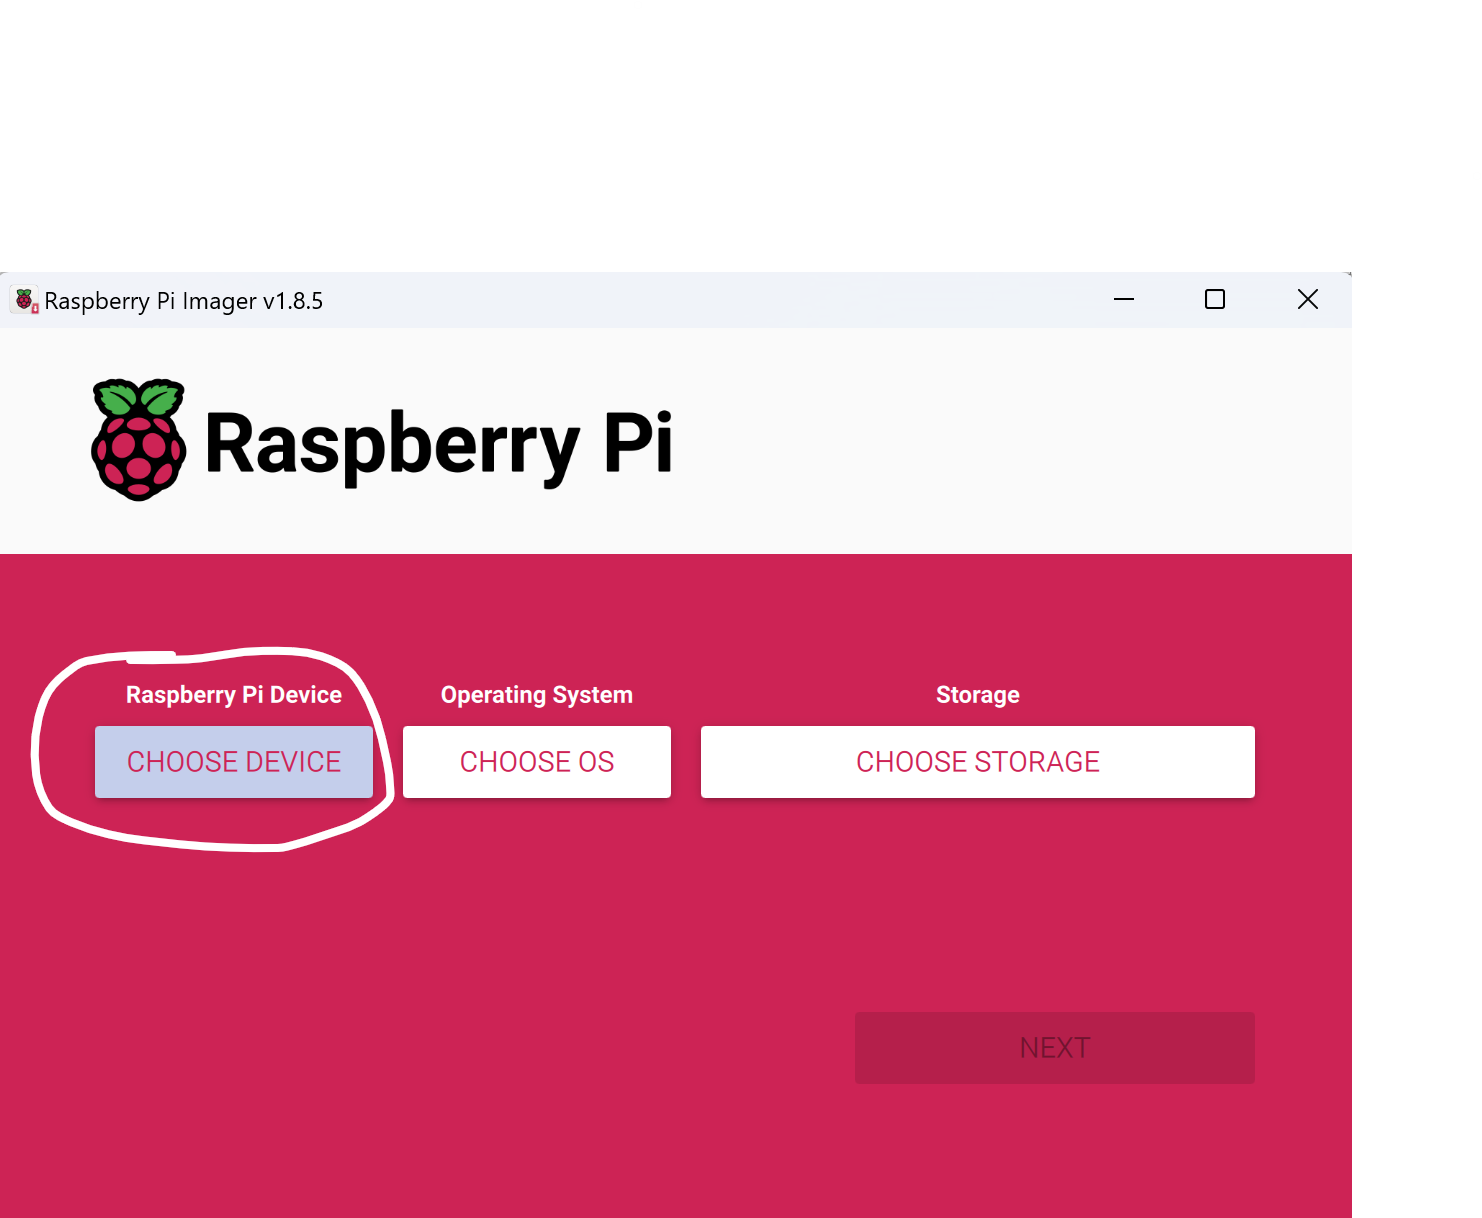 Raspberry Pi Imager v1.8.5
Raspberry Pi
Raspberry Pi Device
Operating System
Storage
CHOOSE DEVICE
CHOOSE OS
CHOOSE STORAGE
NEXT